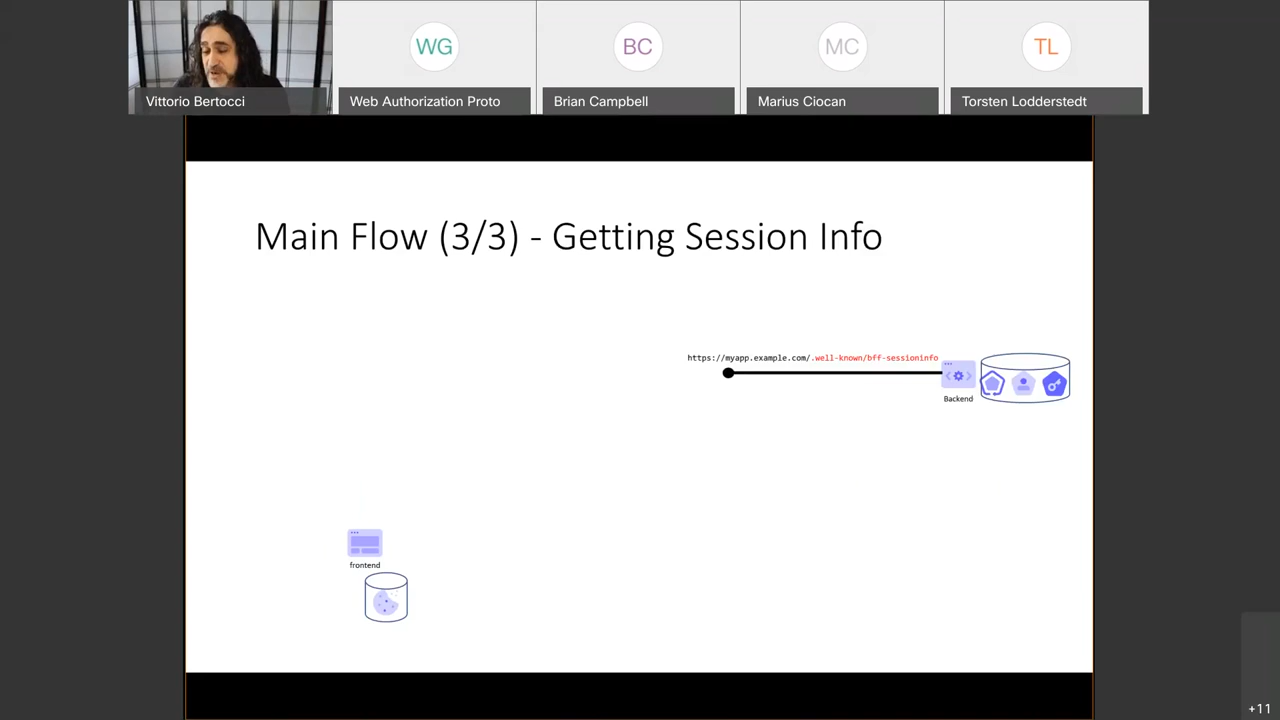 WG
BC
MC
TL
Vittorio Bertocci
Web Authorization Proto
Brian Campbell
Marius Ciocan
Torsten Lodderstedt
Main Flow (3/3) - Getting Session Info
https://myapp.example.com/.well-known/bff-sessioninfo
Backend
frontend
+11